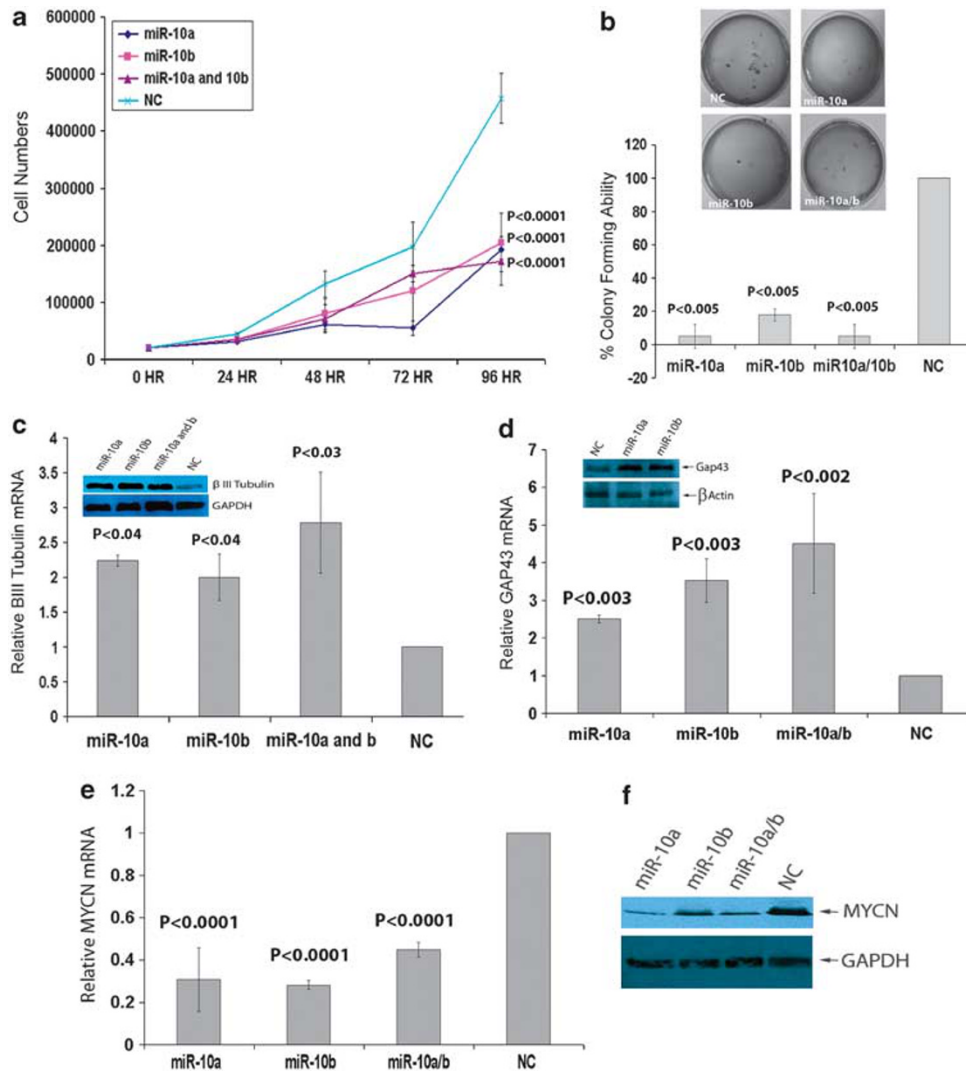 a
600000
500000
400000
300000
200000
100000
0
Cell Numbers
miR-10a
miR-10b
miR-10a and 10b
NC
P<0.0001
P<0.0001
P<0.0001
0 HR 24 HR 48 HR 72 HR 96 HR
b
NC
miR-10a
miR-10b
miR-10a/b
120
100
80
60
40
20
0
-20
% Colony Forming Ability
P<0.005 P<0.005 P<0.005
miR-10a miR-10b miR10a/10b NC
c
miR-10a miR-10b miR-10a and b NC
β III Tubulin
GAPDH
4
3.5
3
2.5
2
1.5
1
0.5
0
Relative BIII Tubulin mRNA
P<0.04 P<0.04 P<0.03
miR-10a miR-10b miR-10a and b NC
d
NC miR-10a miR-10b
Gap43
βActin
7
6
5
4
3
2
1
0
Relative GAP43 mRNA
P<0.003 P<0.003 P<0.002
miR-10a miR-10b miR-10a/b NC
e
1.2
1
0.8
0.6
0.4
0.2
0
Relative MYCN mRNA
P<0.0001 P<0.0001 P<0.0001
miR-10a miR-10b miR-10a/b NC
f
miR-10a miR-10b miR-10a/b NC
MYCN
GAPDH